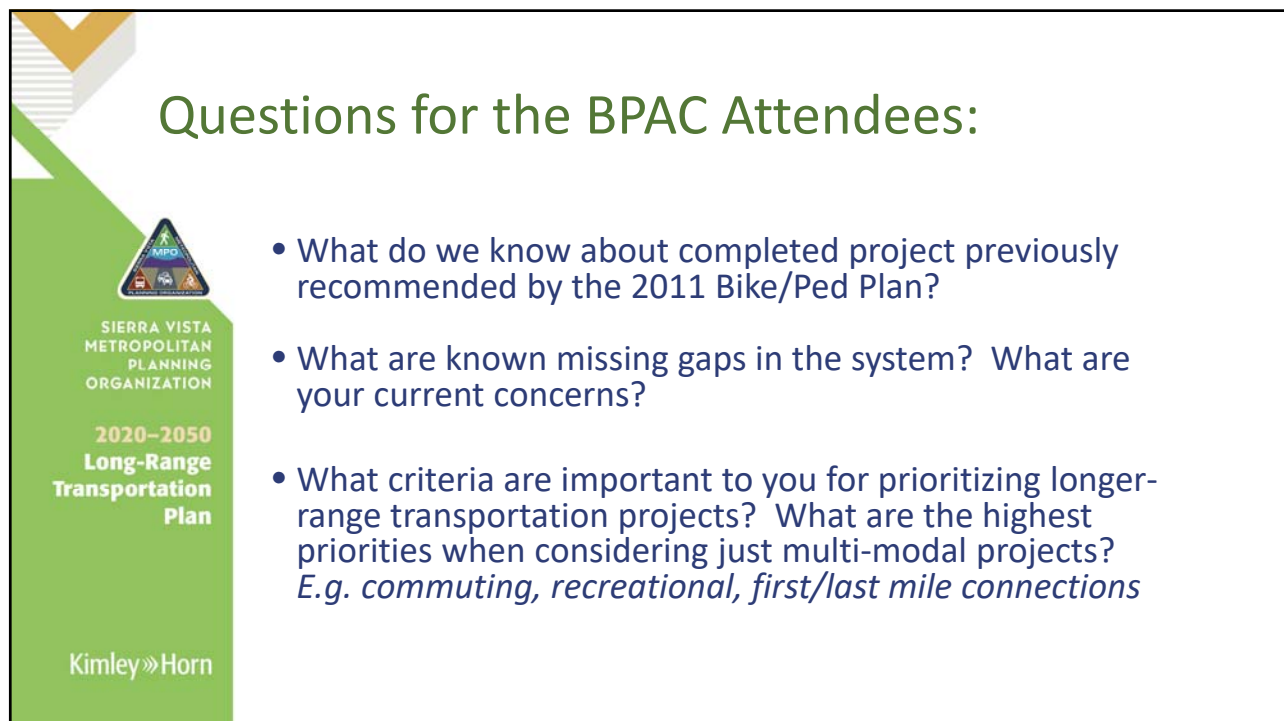 Questions for the BPAC Attendees:
MPO
PLANNING ORGANIZATION
SIERRA VISTA
METROPOLITAN
PLANNING
ORGANIZATION
2020–2050
Long-Range
Transportation
Plan
Kimley»Horn
• What do we know about completed project previously
recommended by the 2011 Bike/Ped Plan?
• What are known missing gaps in the system?  What are
your current concerns?
• What criteria are important to you for prioritizing longer-
range transportation projects?  What are the highest
priorities when considering just multi-modal projects?
E.g. commuting, recreational, first/last mile connections